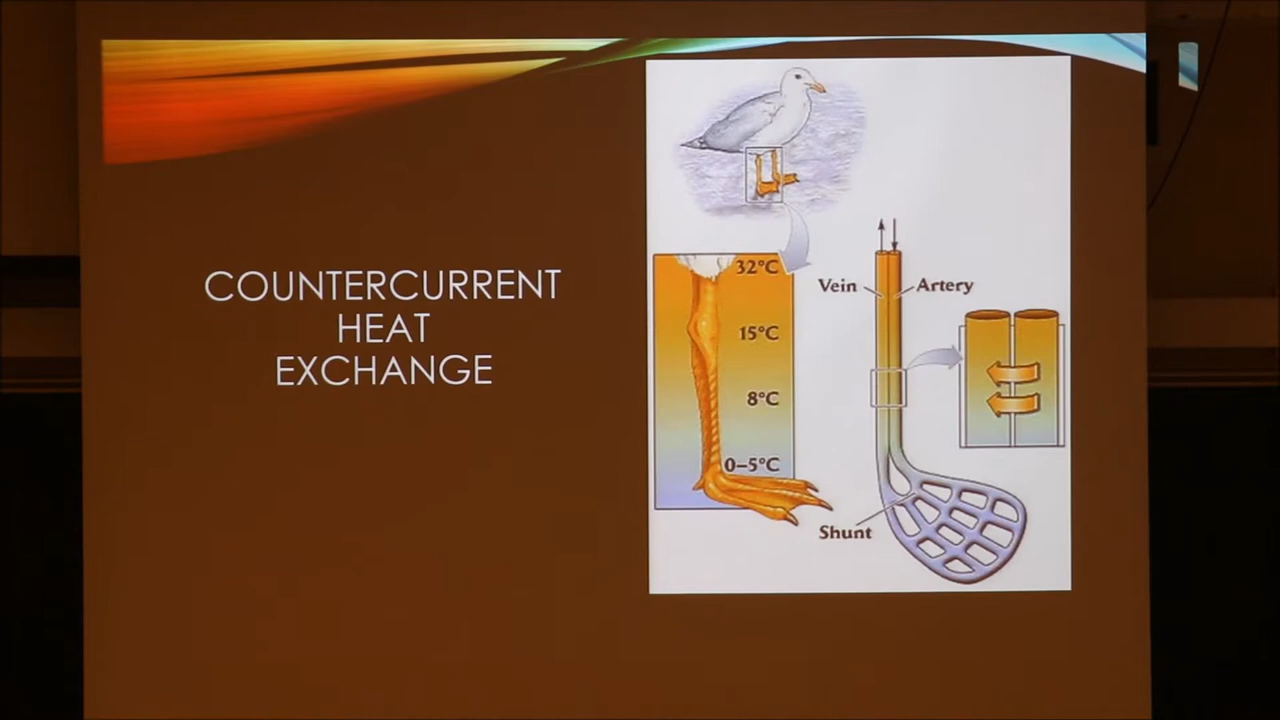 COUNTERCURRENT
HEAT
EXCHANGE
32°C
15°C
8°C
0–5°C
Vein
Artery
Shunt